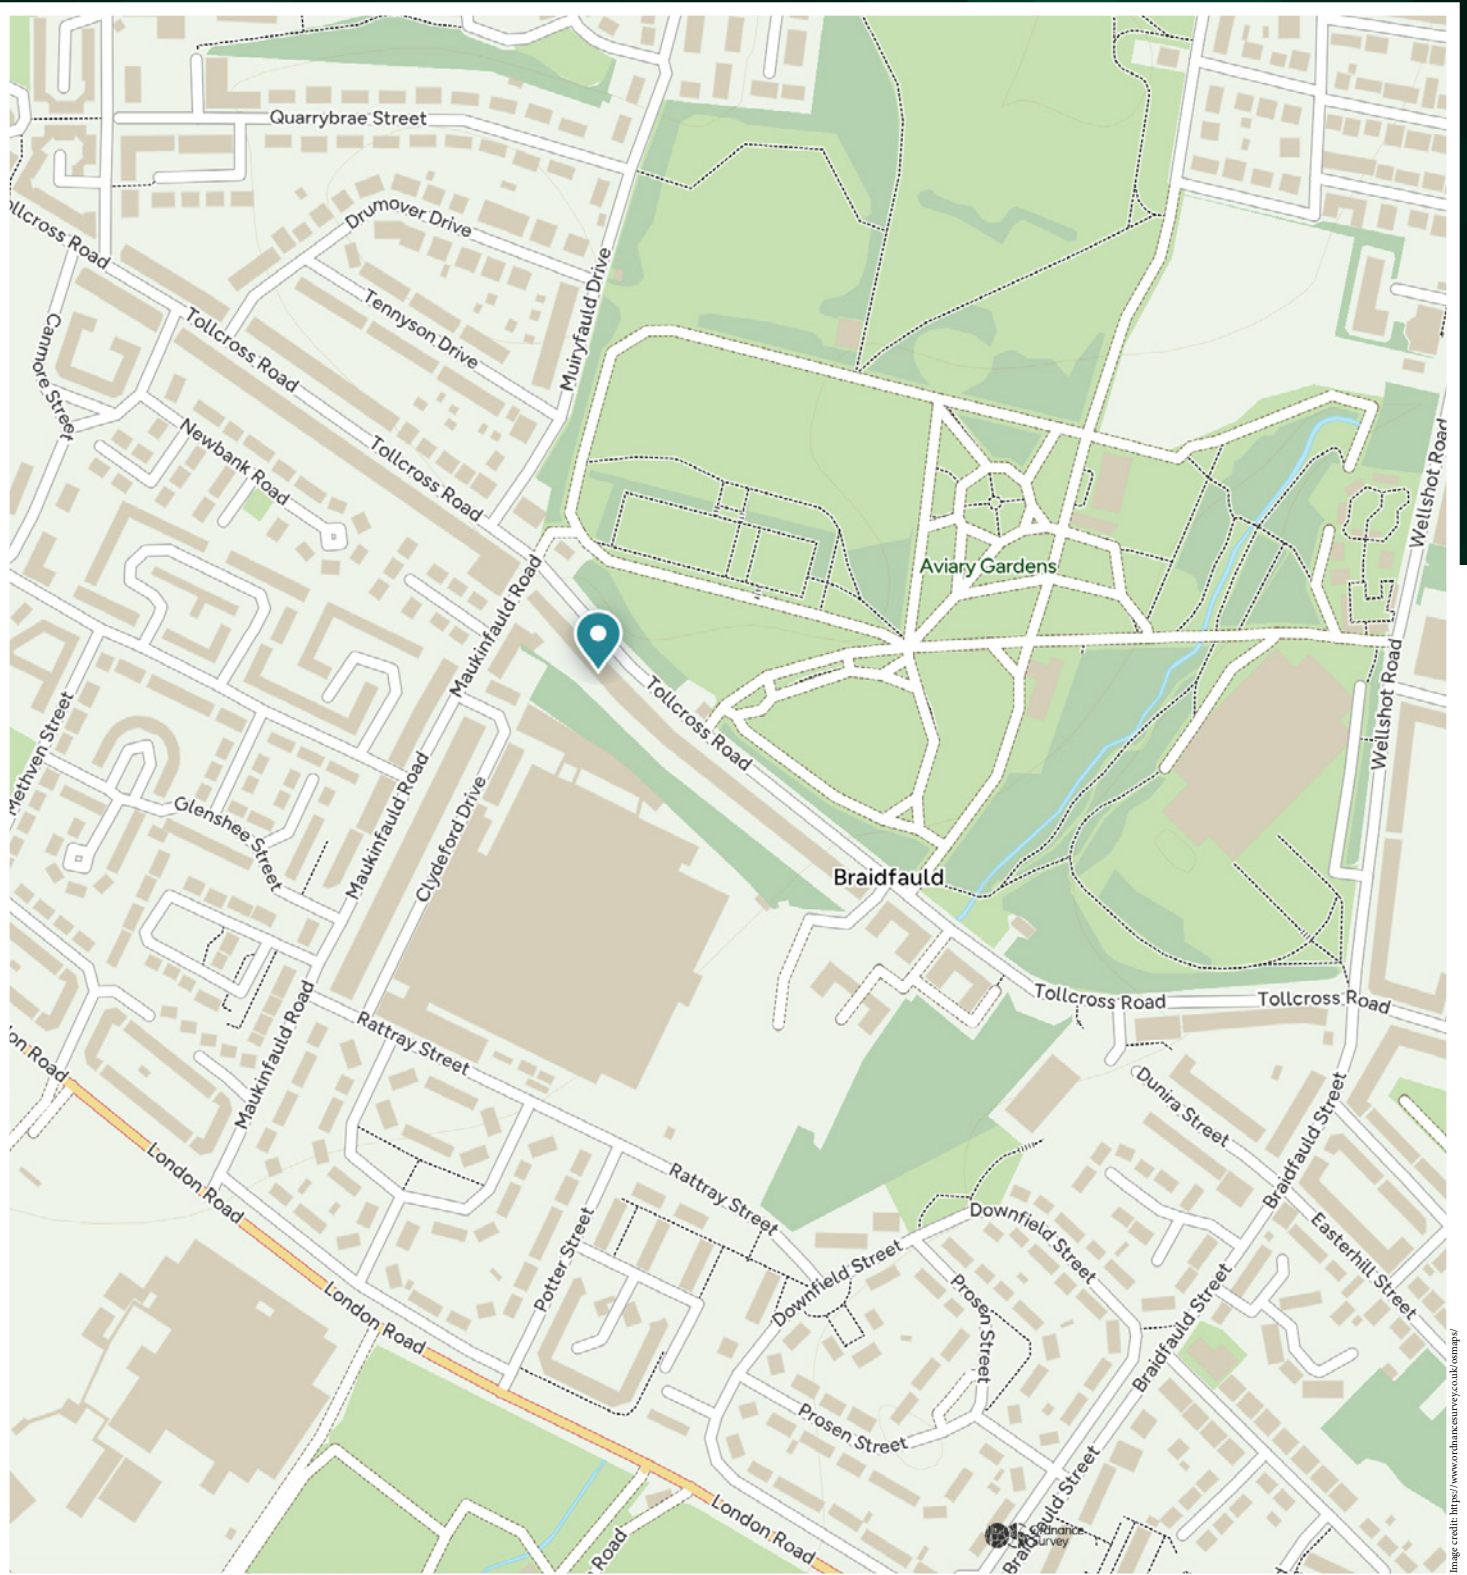 Quarrybrae Street
Drumover Drive
ollcross Road
Tollcross Road
Tennyson Drive
Muiryfauld Drive
Canmore Street
Newbank Road
Tollcross Road
Wellshot Road
Aviary Gardens
Maukinfauld Road
Wellshot Road
Tollcross Road
Methven Street
Glenshee Street
Maukinfauld Road
Clydeford Drive
Braidfauld
Tollcross Road
Tollcross Road
Maukinfauld Road
Rattray Street
on Road
Dunira Street
Braidfauld Street
London Road
Rattray Street
Downfield Street
Easterhill Street
Potter Street
Downfield Street
Prosen Street
London Road
Braidfauld Street
Prosen Street
London Road
Braidfauld Street
Road
Ordnance
Survey
Image credit: https://www.ordnancesurvey.co.uk/osmaps/